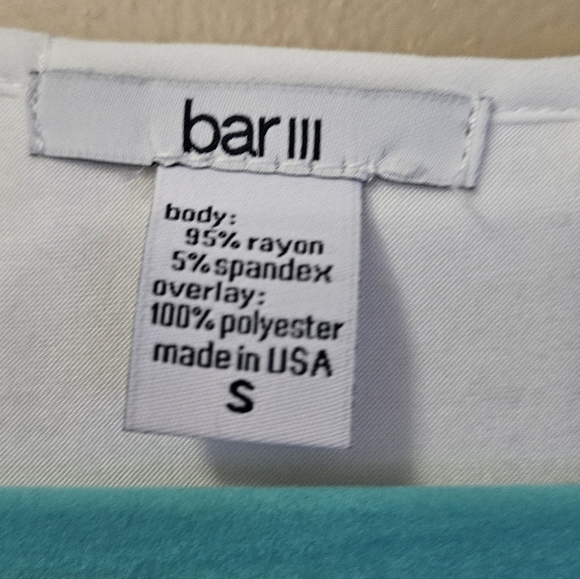 bar III
body:
95% rayon
5% spandex
overlay:
100% polyester
made in USA
S